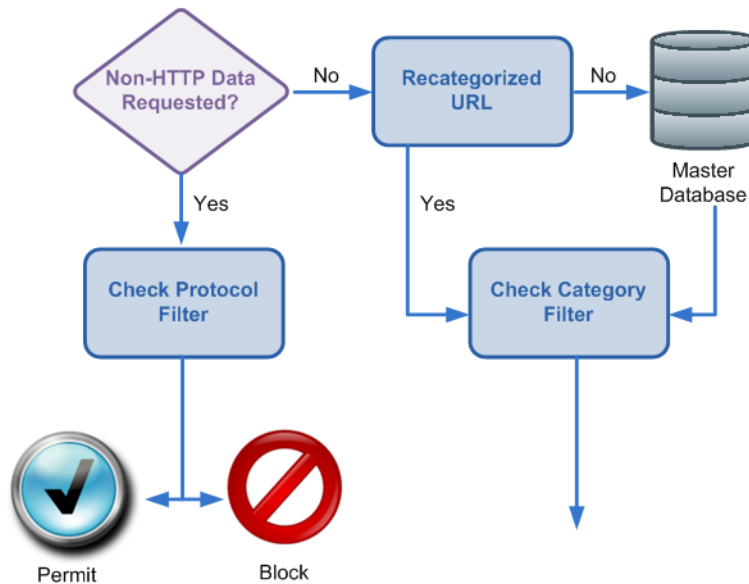 Non-HTTP Data
Requested?
No
Recategorized
URL
No
Master
Database
Yes
Yes
Check Protocol
Filter
Check Category
Filter
Permit
Block